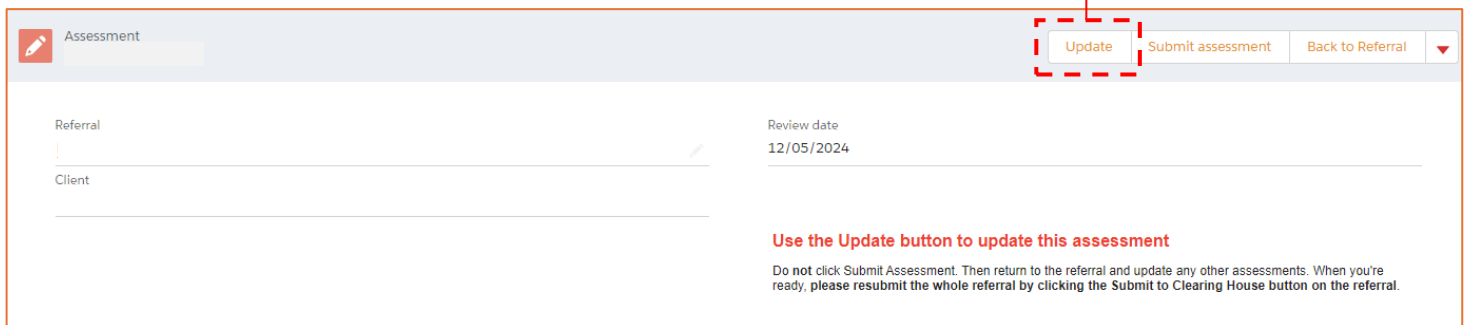 Assessment
Update
Submit assessment
Back to Referral
Referral
Review date
12/05/2024
Client
Use the Update button to update this assessment
Do not click Submit Assessment. Then return to the referral and update any other assessments. When you're
ready, please resubmit the whole referral by clicking the Submit to Clearing House button on the referral.